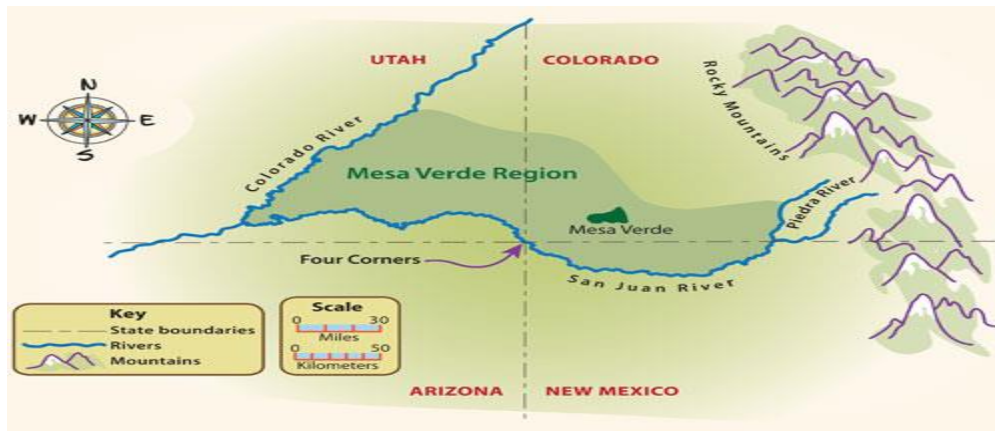 UTAH
COLORADO
Rocky Mountains
N
W
E
S
Colorado River
Mesa Verde Region
Piedra River
Mesa Verde
Four Corners
San Juan River
Key
State boundaries
Rivers
Mountains
Scale
0 30
Miles
0 50
Kilometers
ARIZONA
NEW MEXICO